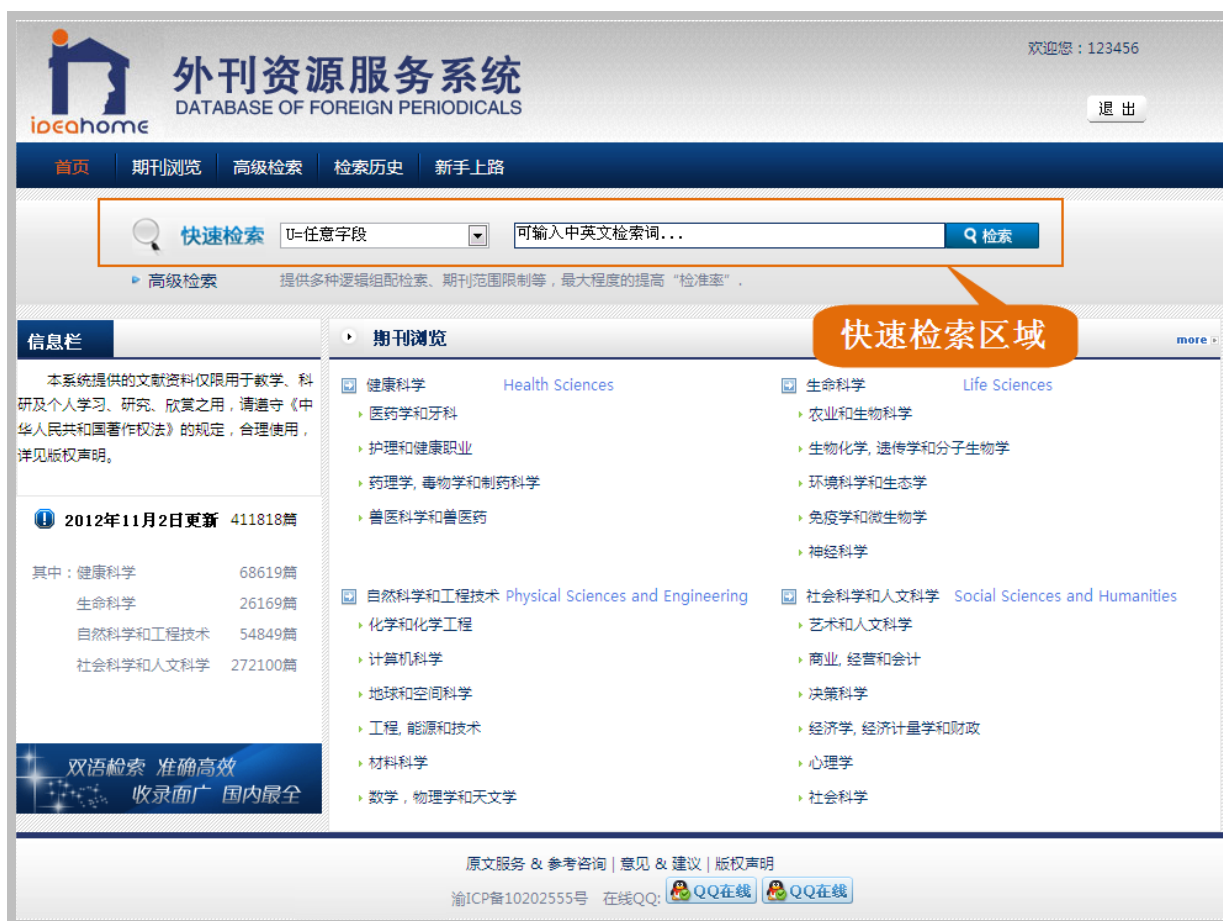 欢迎您：123456
ideahome
外刊资源服务系统
DATABASE OF FOREIGN PERIODICALS
退 出
首页 期刊浏览 高级检索 检索历史 新手上路
快速检索 U=任意字段 可输入中英文检索词... 检索
高级检索 提供多种逻辑组配检索、期刊范围限制等，最大程度的提高“检准率”.
快速检索区域
信息栏
本系统提供的文献资料仅限用于教学、科
研及个人学习、研究、欣赏之用，请遵守《中
华人民共和国著作权法》的规定，合理使用，
详见版权声明。
2012年11月2日更新 411818篇
其中：健康科学 68619篇
生命科学 26169篇
自然科学和工程技术 54849篇
社会科学和人文科学 272100篇
双语检索 准确高效
收录面广 国内最全
期刊浏览 more
健康科学 Health Sciences
医药学和牙科
护理和健康职业
药理学, 毒物学和制药科学
兽医科学和兽医药
生命科学 Life Sciences
农业和生物科学
生物化学, 遗传学和分子生物学
环境科学和生态学
免疫学和微生物学
神经科学
自然科学和工程技术 Physical Sciences and Engineering
化学和化学工程
计算机科学
地球和空间科学
工程, 能源和技术
材料科学
数学，物理学和天文学
社会科学和人文科学 Social Sciences and Humanities
艺术和人文科学
商业, 经营和会计
决策科学
经济学, 经济计量学和财政
心理学
社会科学
原文服务 & 参考咨询 | 意见 & 建议 | 版权声明
渝ICP备10202555号 在线QQ: QQ在线 QQ在线